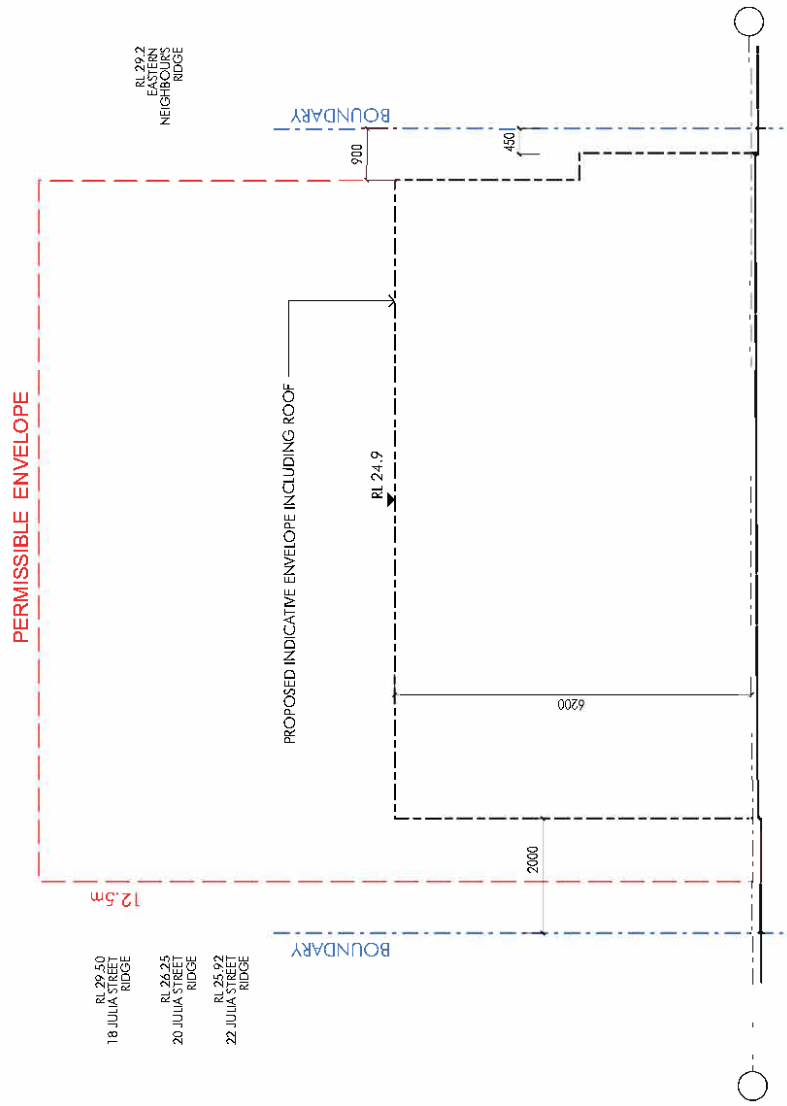 PERMISSIBLE ENVELOPE
RL 29.2
EASTERN
NEIGHBOUR'S
RIDGE
12.5m
RL 29.50
18 JULIA STREET
RIDGE
RL 26.25
20 JULIA STREET
RIDGE
RL 25.92
22 JULIA STREET
RIDGE
BOUNDARY
BOUNDARY
900
450
PROPOSED INDICATIVE ENVELOPE INCLUDING ROOF
RL 24.9
6200
2000